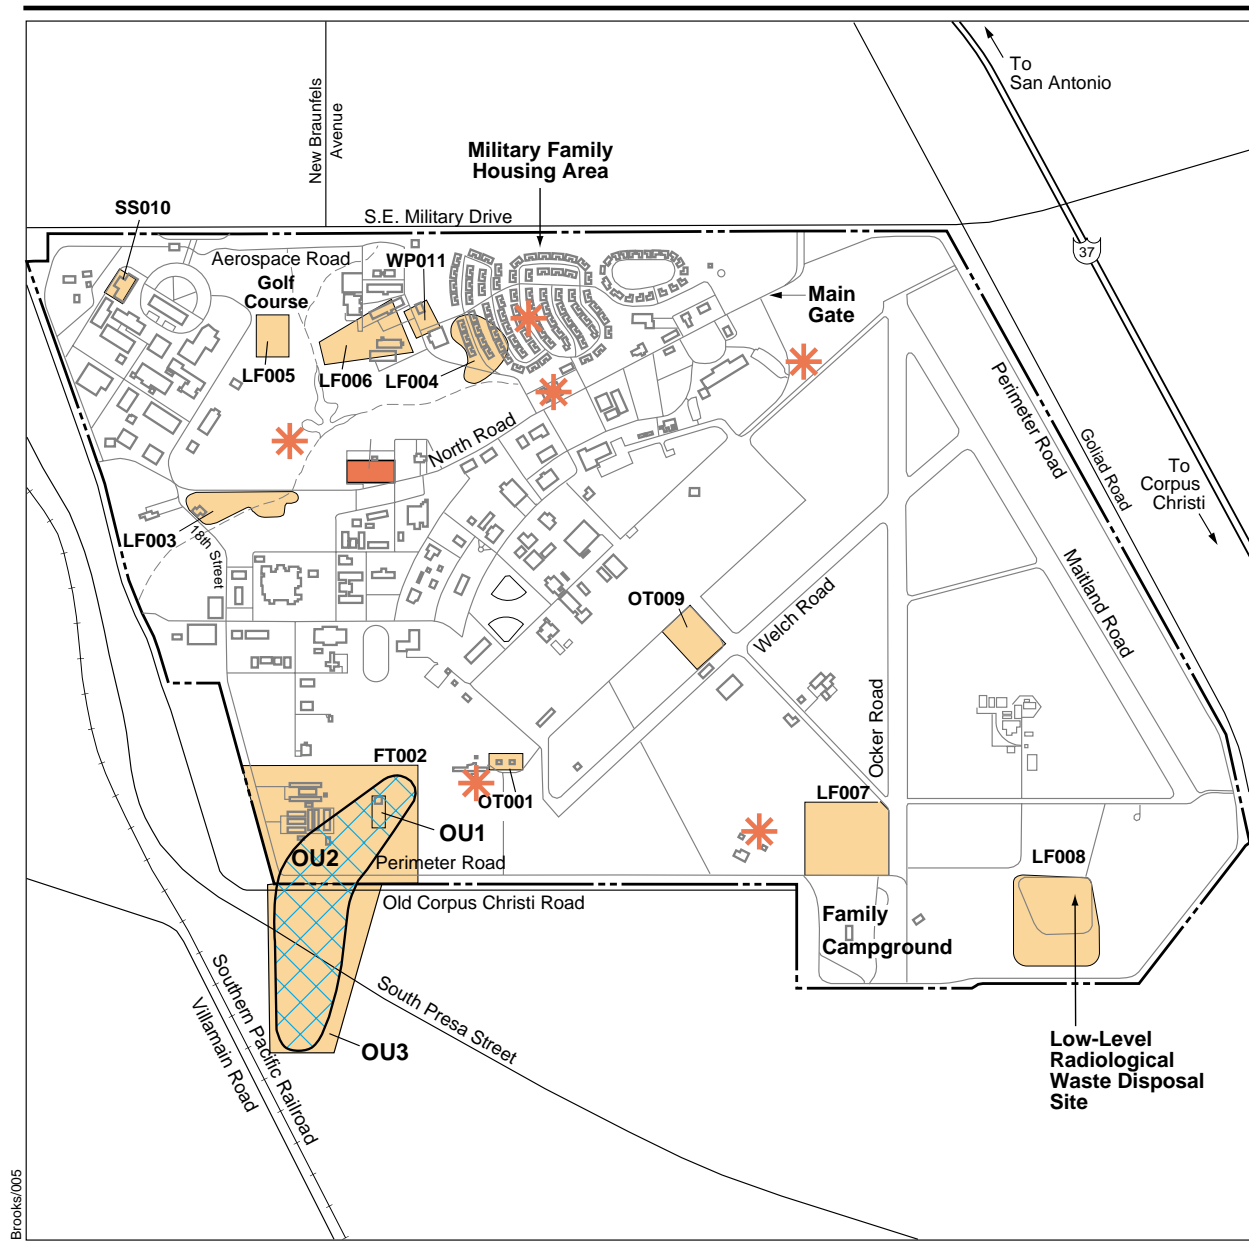 To
San Antonio
New Braunfels
Avenue
Military Family
Housing Area
SS010
S.E. Military Drive
37
Aerospace Road
WP011
Golf
Course
Main
Gate
LF005
LF006
LF004
Perimeter Road
Goliad Road
North Road
To
Corpus
Christi
LF003
18th Street
Maitland Road
OT009
Welch Road
Ocker Road
FT002
OT001
LF007
OU1
OU2
Perimeter Road
LF008
Old Corpus Christi Road
Family
Campground
Southern Pacific Railroad
Villamain Road
South Presa Street
OU3
Low-Level
Radiological
Waste Disposal
Site
Brooks/005